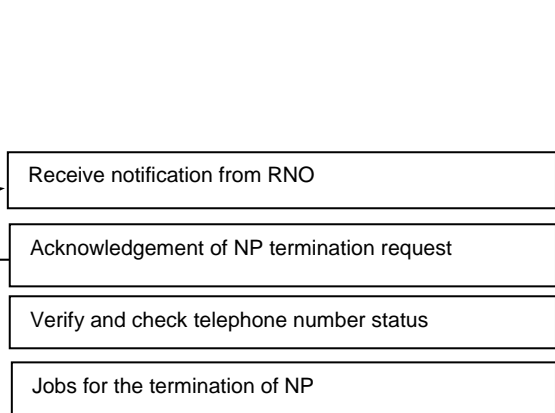 Receive notification from RNO
Acknowledgement of NP termination request
Verify and check telephone number status
Jobs for the termination of NP